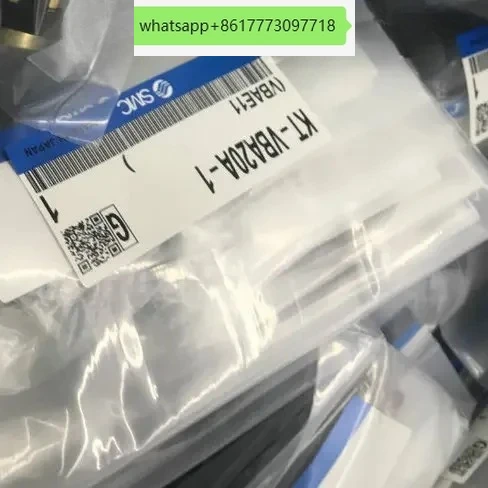 whatsapp+8617773097718
SMC
KT-VBA20A-1
(VBAE11
)
1
G
JAPAN